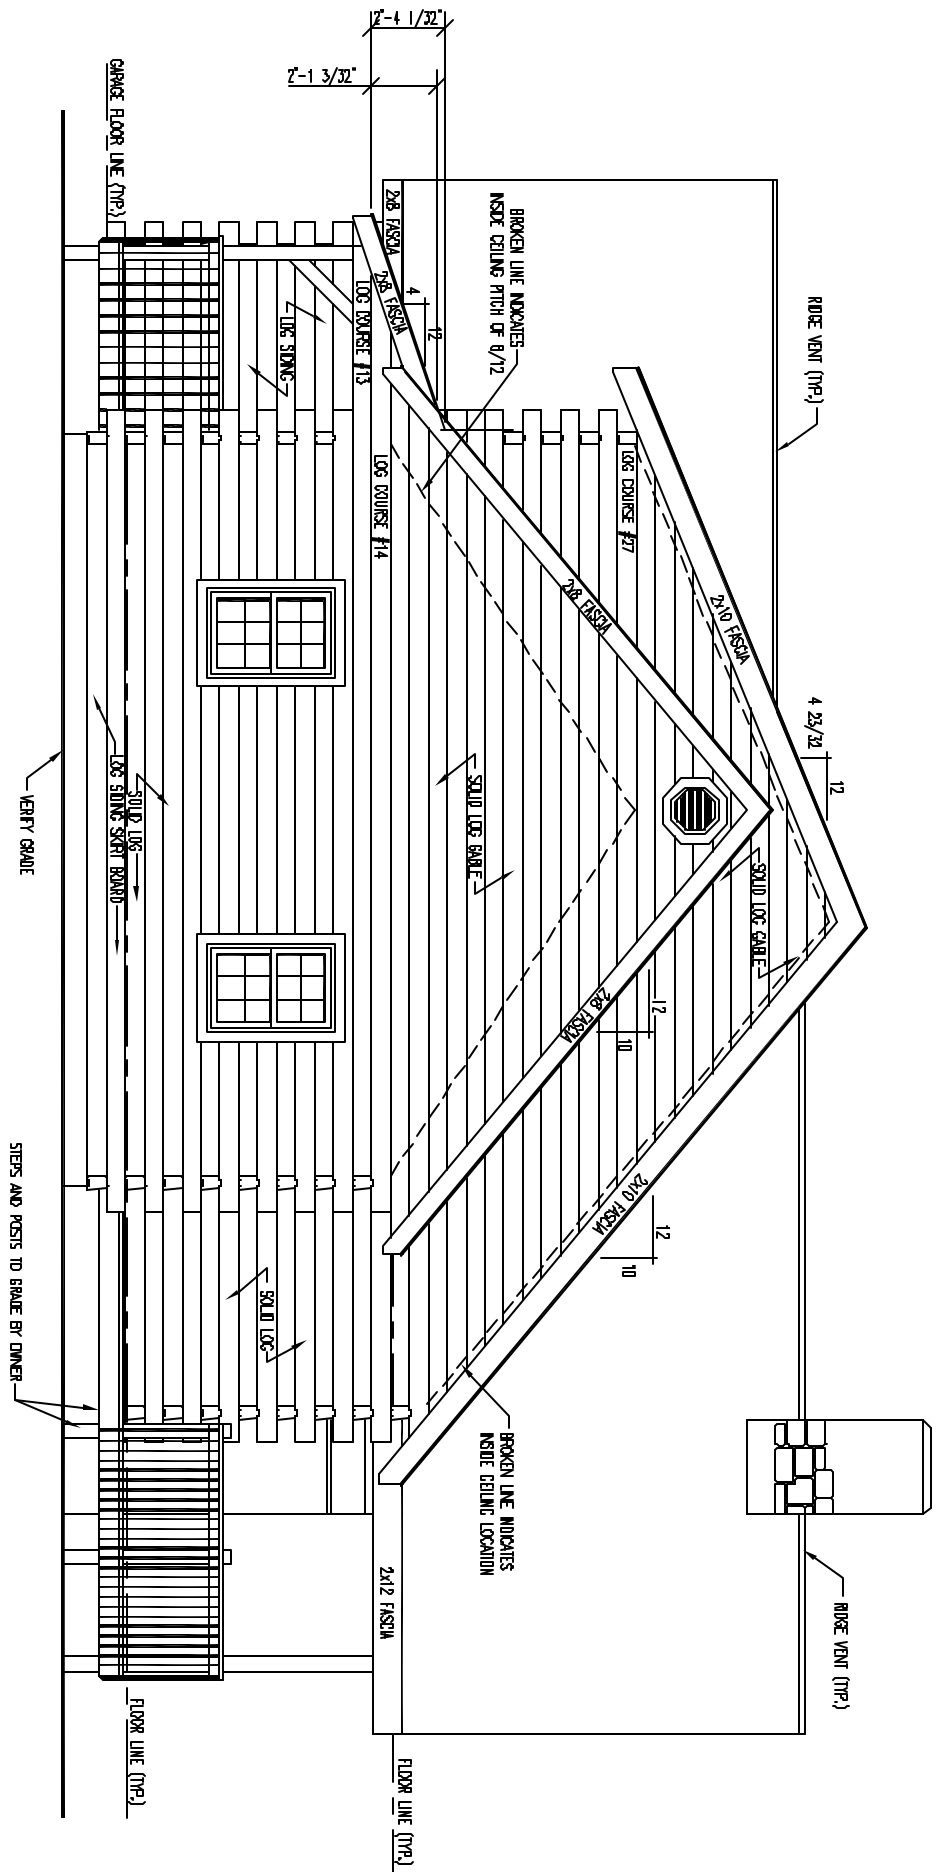 2"-4 1/32"
2"-1 3/32"
GARAGE FLOOR LINE (TYP.)
2x8 FASCIA
2x8 FASCIA
4
12
BROKEN LINE INDICATES
INSIDE CEILING PITCH OF 8/12
RIDGE VENT (TYP.)
LOG COURSE #13
LOG SIDING
LOG COURSE #14
LOG COURSE #27
2x8 FASCIA
2x10 FASCIA
4 23/32
12
SOLID LOG GABLE
SOLID LOG GABLE
SOLID LOG
LOG SIDING SKIRT BOARD
VERIFY GRADE
2x8 FASCIA
12
10
2x10 FASCIA
12
10
SOLID LOG
STEPS AND POSTS TO GRADE BY OWNER
BROKEN LINE INDICATES
INSIDE CEILING LOCATION
2x12 FASCIA
RIDGE VENT (TYP.)
FLOOR LINE (TYP.)
FLOOR LINE (TYP.)